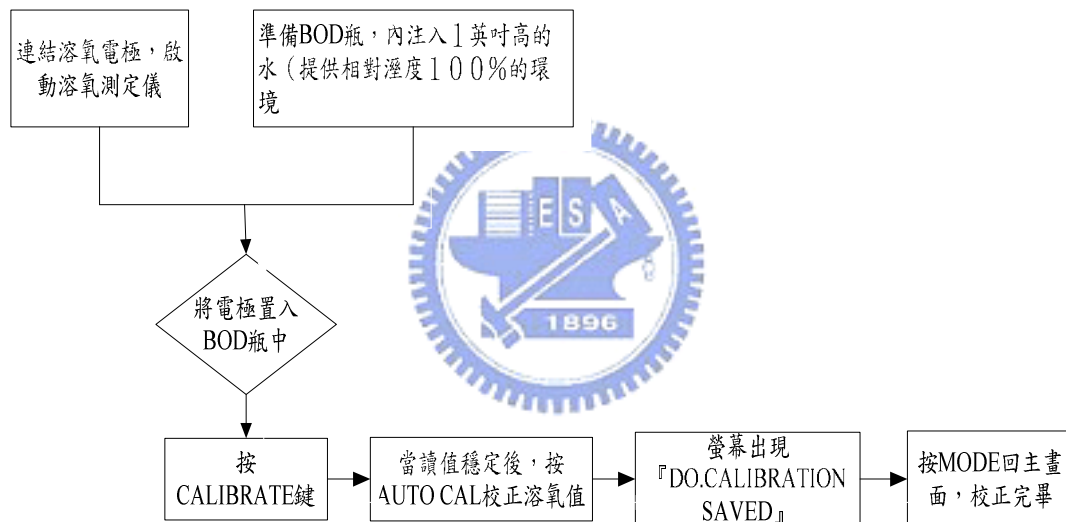 連結溶氧電極，啟
動溶氧測定儀
準備BOD瓶，內注入１英吋高的
水（提供相對溼度１００%的環
境
ESA
1896
將電極置入
BOD瓶中
按
CALIBRATE鍵
當讀值穩定後，按
AUTO CAL校正溶氧值
螢幕出現
『DO.CALIBRATION
SAVED』
按MODE回主畫
面，校正完畢